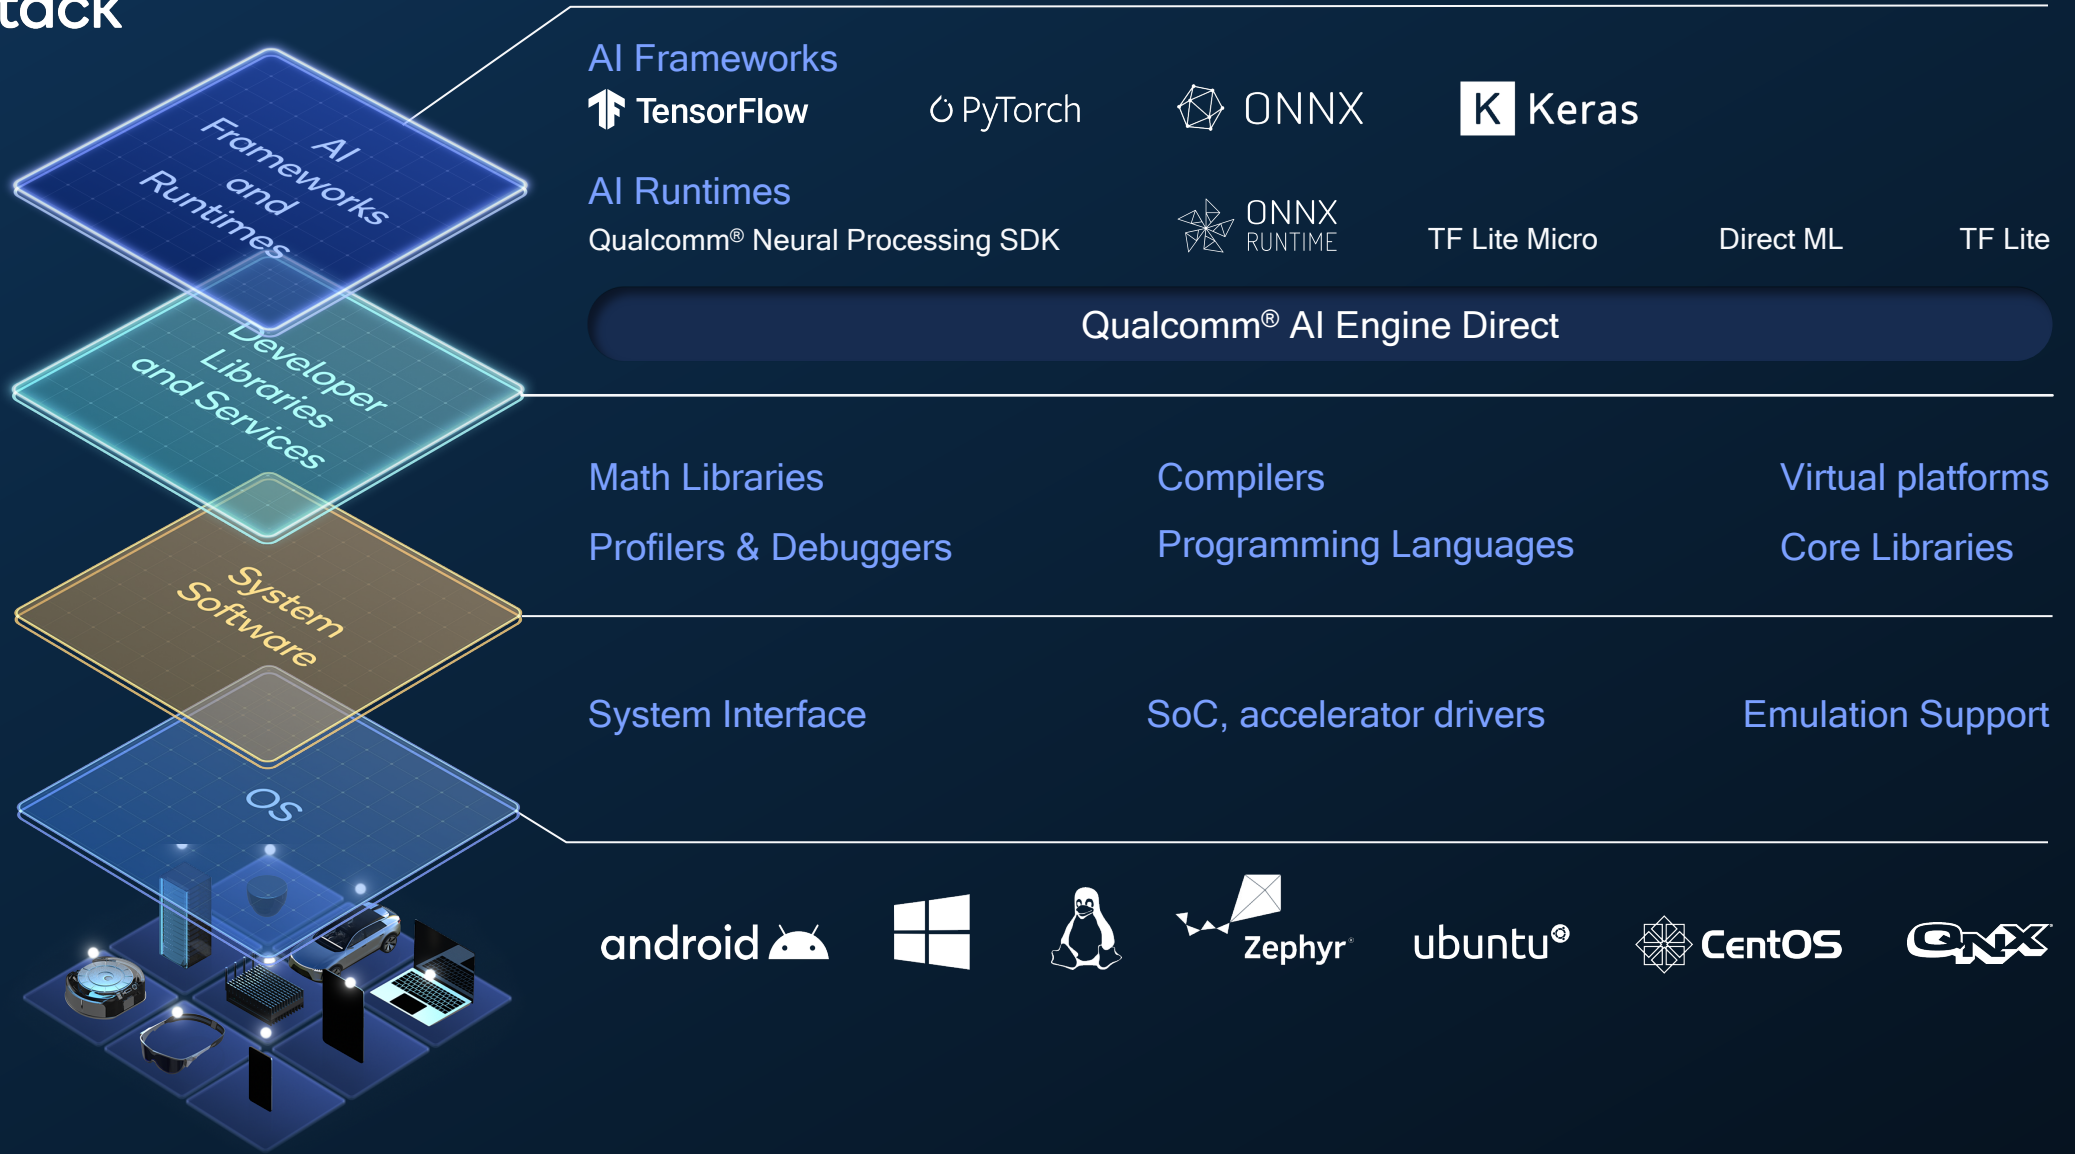 tack
AI Frameworks
TensorFlow PyTorch ONNX K Keras
AI Runtimes
Qualcomm® Neural Processing SDK ONNX RUNTIME TF Lite Micro Direct ML TF Lite
Qualcomm® AI Engine Direct
AI
Frameworks
and
Runtimes
Developer
Libraries
and Services
Math Libraries Compilers Virtual platforms
Profilers & Debuggers Programming Languages Core Libraries
System
Software
System Interface SoC, accelerator drivers Emulation Support
OS
android Zephyr ubuntu® CentOS QNX